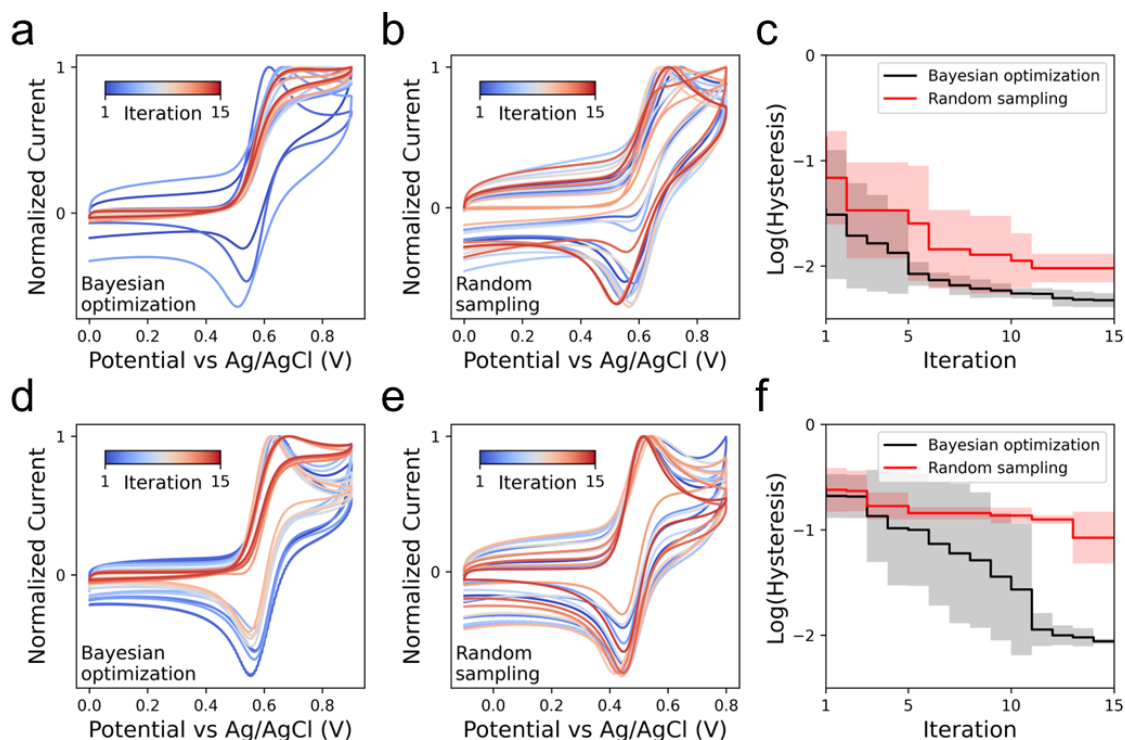 a
b
c
1
0
Normalized Current
1 Iteration 15
Bayesian
optimization
0.0 0.2 0.4 0.6 0.8
Potential vs Ag/AgCl (V)
1
0
Normalized Current
1 Iteration 15
Random
sampling
0.0 0.2 0.4 0.6 0.8
Potential vs Ag/AgCl (V)
−0
−1
−2
Log(Hysteresis)
Bayesian optimization
Random sampling
1 5 10 15
Iteration
d
e
f
1
0
Normalized Current
1 Iteration 15
Bayesian
optimization
0.0 0.2 0.4 0.6 0.8
Potential vs Ag/AgCl (V)
1
0
Normalized Current
1 Iteration 15
Random
sampling
0.0 0.2 0.4 0.6 0.8
Potential vs Ag/AgCl (V)
−0
−1
−2
Log(Hysteresis)
Bayesian optimization
Random sampling
1 5 10 15
Iteration